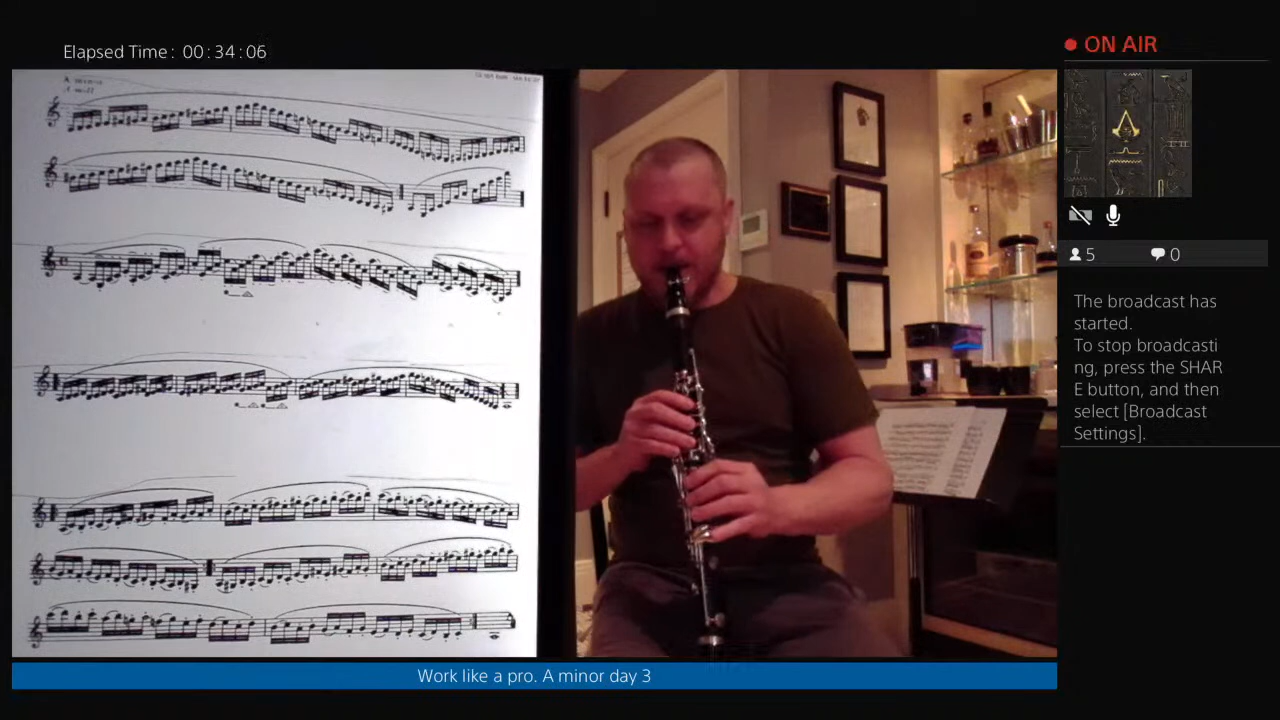 Elapsed Time: 00:34:06
ON AIR
5
0
The broadcast has
started.
To stop broadcasti
ng, press the SHAR
E button, and then
select [Broadcast
Settings].
Work like a pro. A minor day 3